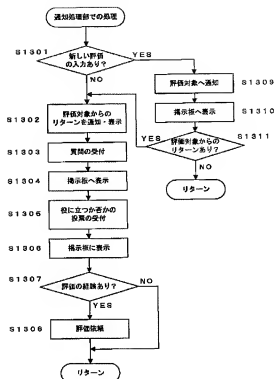 通知処理部での処理
S1301
新しい評価
の入力あり?
YES
NO
評価対象へ通知
S1309
掲示板へ表示
S1310
評価対象からの
リターンあり?
S1311
YES
NO
リターン
S1302
評価対象からの
リターンを通知・表示
S1303
質問の受付
S1304
掲示板へ表示
S1305
役に立つか否かの
投票の受付
S1306
掲示板に表示
S1307
評価の経験あり?
NO
YES
S1308
評価依頼
リターン